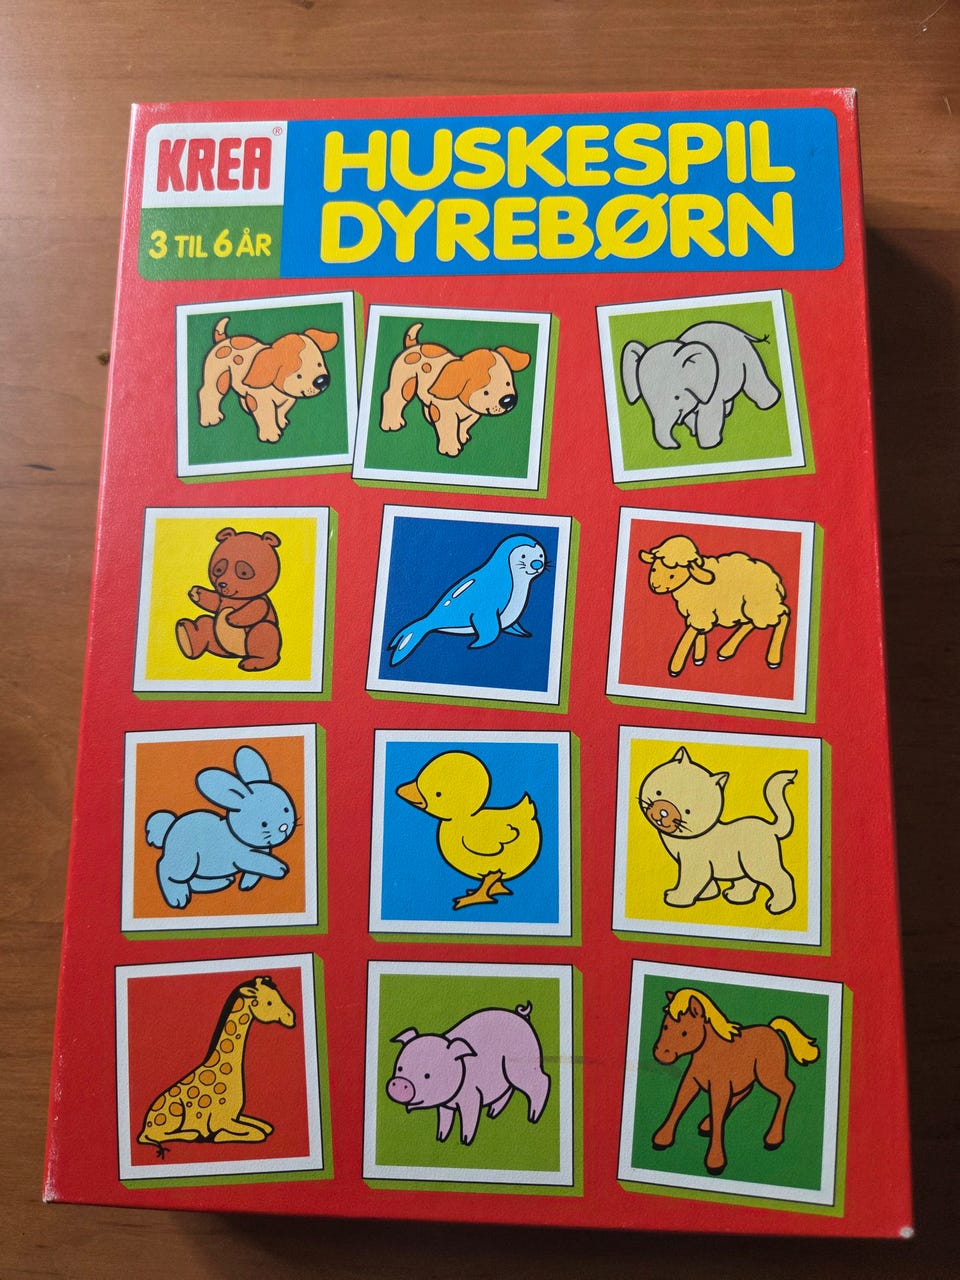 KREA®
3 TIL 6 ÅR
HUSKESPIL
DYREBØRN